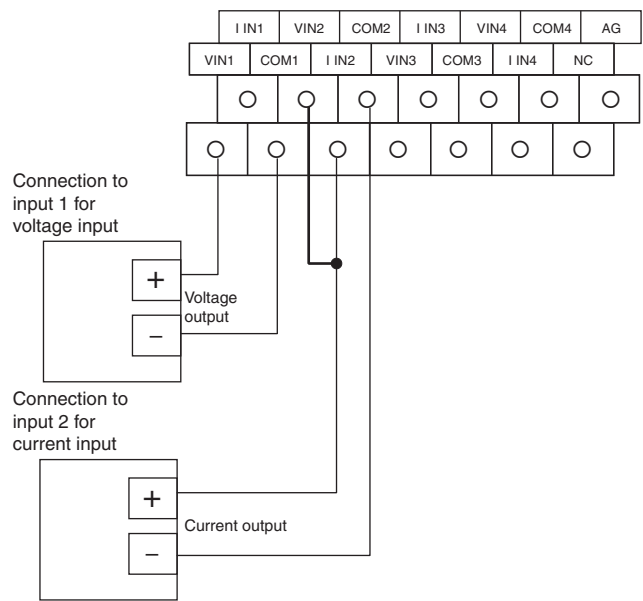 I IN1 VIN2 COM2 I IN3 VIN4 COM4 AG
VIN1 COM1 I IN2 VIN3 COM3 I IN4 NC
Connection to
input 1 for
voltage input
+
Voltage
output
−
Connection to
input 2 for
current input
+
Current output
−